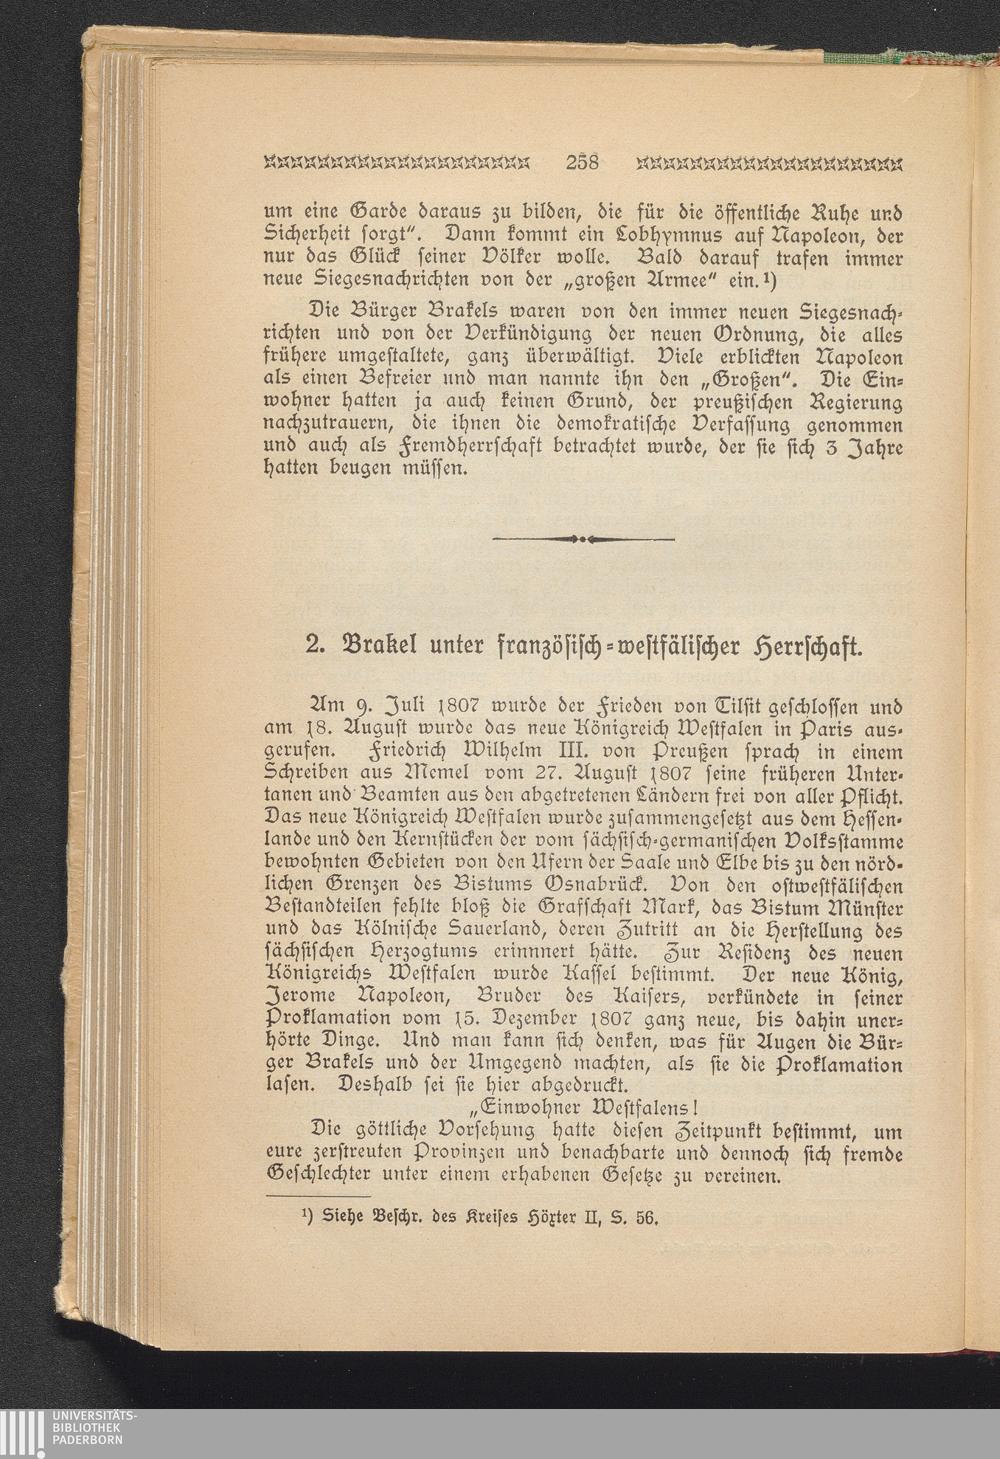 258
um eine Garde daraus zu bilden, die für die öffentliche Ruhe und
Sicherheit sorgt". Dann kommt ein Lobhymnus auf Napoleon, der
nur das Glück seiner Völker wolle. Bald darauf trafen immer
neue Siegesnachrichten von der „großen Armee" ein.¹)
Die Bürger Brakels waren von den immer neuen Siegesnach-
richten und von der Verkündigung der neuen Ordnung, die alles
frühere umgestaltete, ganz überwältigt. Viele erblickten Napoleon
als einen Befreier und man nannte ihn den „Großen". Die Ein-
wohner hatten ja auch keinen Grund, der preußischen Regierung
nachzutrauern, die ihnen die demokratische Verfassung genommen
und auch als Fremdherrschaft betrachtet wurde, der sie sich 3 Jahre
hatten beugen müssen.
2. Brakel unter französisch-westfälischer Herrschaft.
Am 9. Juli 1807 wurde der Frieden von Tilsit geschlossen und
am 18. August wurde das neue Königreich Westfalen in Paris aus-
gerufen. Friedrich Wilhelm III. von Preußen sprach in einem
Schreiben aus Memel vom 27. August 1807 seine früheren Unter-
tanen und Beamten aus den abgetretenen Ländern frei von aller Pflicht.
Das neue Königreich Westfalen wurde zusammengesetzt aus dem Hessen-
lande und den Kernstücken der vom sächsisch-germanischen Volksstamme
bewohnten Gebieten von den Ufern der Saale und Elbe bis zu den nörd-
lichen Grenzen des Bistums Osnabrück. Von den ostwestfälischen
Bestandteilen fehlte bloß die Grafschaft Mark, das Bistum Münster
und das Kölnische Sauerland, deren Zutritt an die Herstellung des
sächsischen Herzogtums erinnnert hätte. Zur Residenz des neuen
Königreichs Westfalen wurde Kassel bestimmt. Der neue König,
Jerome Napoleon, Bruder des Kaisers, verkündete in seiner
Proklamation vom 15. Dezember 1807 ganz neue, bis dahin uner-
hörte Dinge. Und man kann sich denken, was für Augen die Bür-
ger Brakels und der Umgegend machten, als sie die Proklamation
lasen. Deshalb sei sie hier abgedruckt.
„Einwohner Westfalens!
Die göttliche Vorsehung hatte diesen Zeitpunkt bestimmt, um
eure zerstreuten Provinzen und benachbarte und dennoch sich fremde
Geschlechter unter einem erhabenen Gesetze zu vereinen.
¹) Siehe Beschr. des Kreises Höxter II, S. 56.
UNIVERSITÄTS-
BIBLIOTHEK
PADERBORN